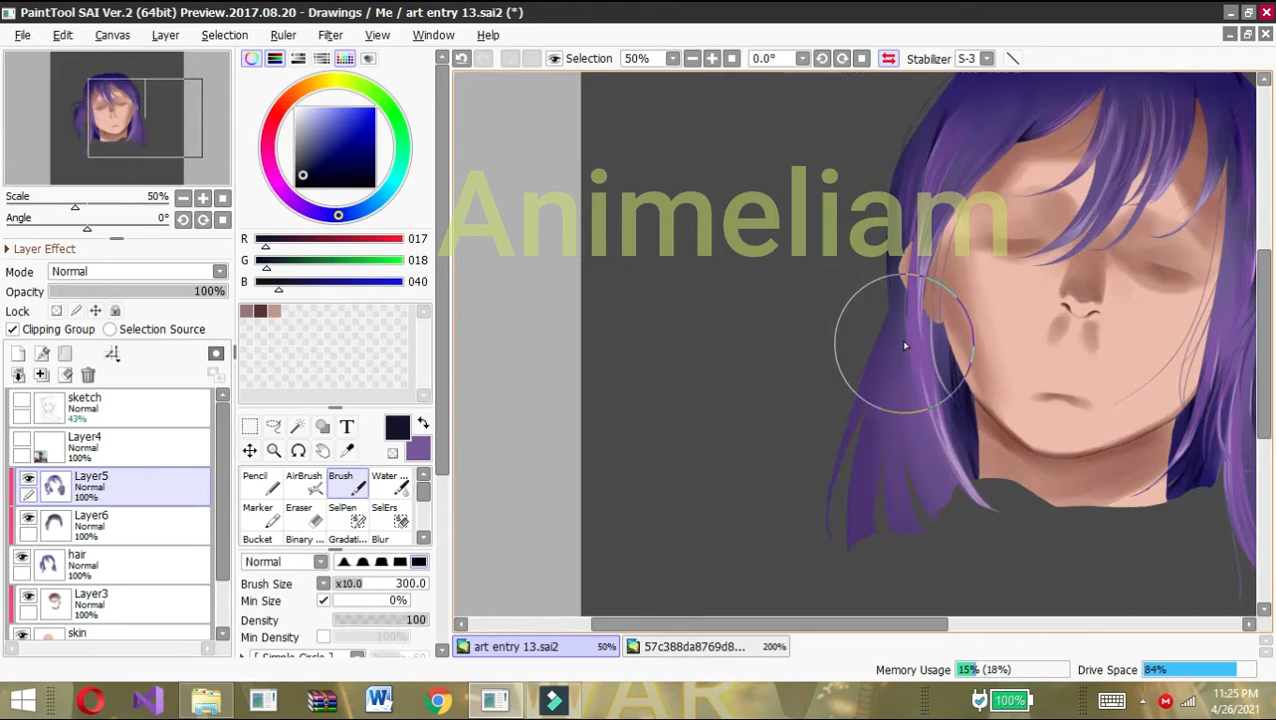 PaintTool SAI Ver.2 (64bit) Preview.2017.08.20 - Drawings / Me / art entry 13.sai2 (*)
File Edit Canvas Layer Selection Ruler Filter View Window Help
Selection 50% 0.0° Stabilizer S-3
Animeliam
Scale 50%
Angle 0°
Layer Effect
Mode Normal
Opacity 100%
Lock
Clipping Group Selection Source
sketch
Normal
43%
Layer4
Normal
100%
Layer5
Normal
100%
Layer6
Normal
100%
hair
Normal
100%
Layer3
Normal
100%
skin
R 017
G 018
B 040
T
Pencil AirBrush Brush Water ...
Marker Eraser SelPen SelErs
Bucket Binary ... Gradati... Blur
Normal
Brush Size x10.0 300.0
Min Size 0%
Density 100
Min Density 100%
[ Simple Circle ]
art entry 13.sai2 50% 57c388da8769d8... 200%
Memory Usage 15% (18%) Drive Space 84%
WAR
100%
11:25 PM
4/26/2021